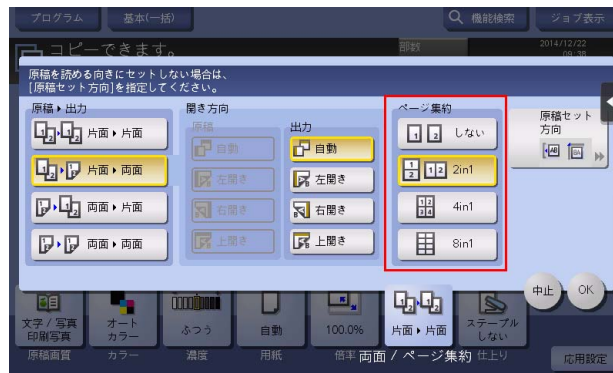 プログラム
基本(一括)
機能検索
ジョブ表示
コピーできます。
部数
2014/12/22
09:38
原稿を読める向きにセットしない場合は、
[原稿セット方向]を指定してください。
原稿▶出力
片面▶片面
片面▶両面
両面▶片面
両面▶両面
開き方向
原稿
自動
左開き
右開き
上開き
出力
自動
左開き
右開き
上開き
ページ集約
しない
2in1
4in1
8in1
原稿セット
方向
中止
OK
文字/写真
印刷写真
オート
カラー
ふつう
自動
100.0%
片面▶片面
ステープル
しない
原稿画質
カラー
濃度
用紙
倍率
両面 / ページ集約
仕上り
応用設定